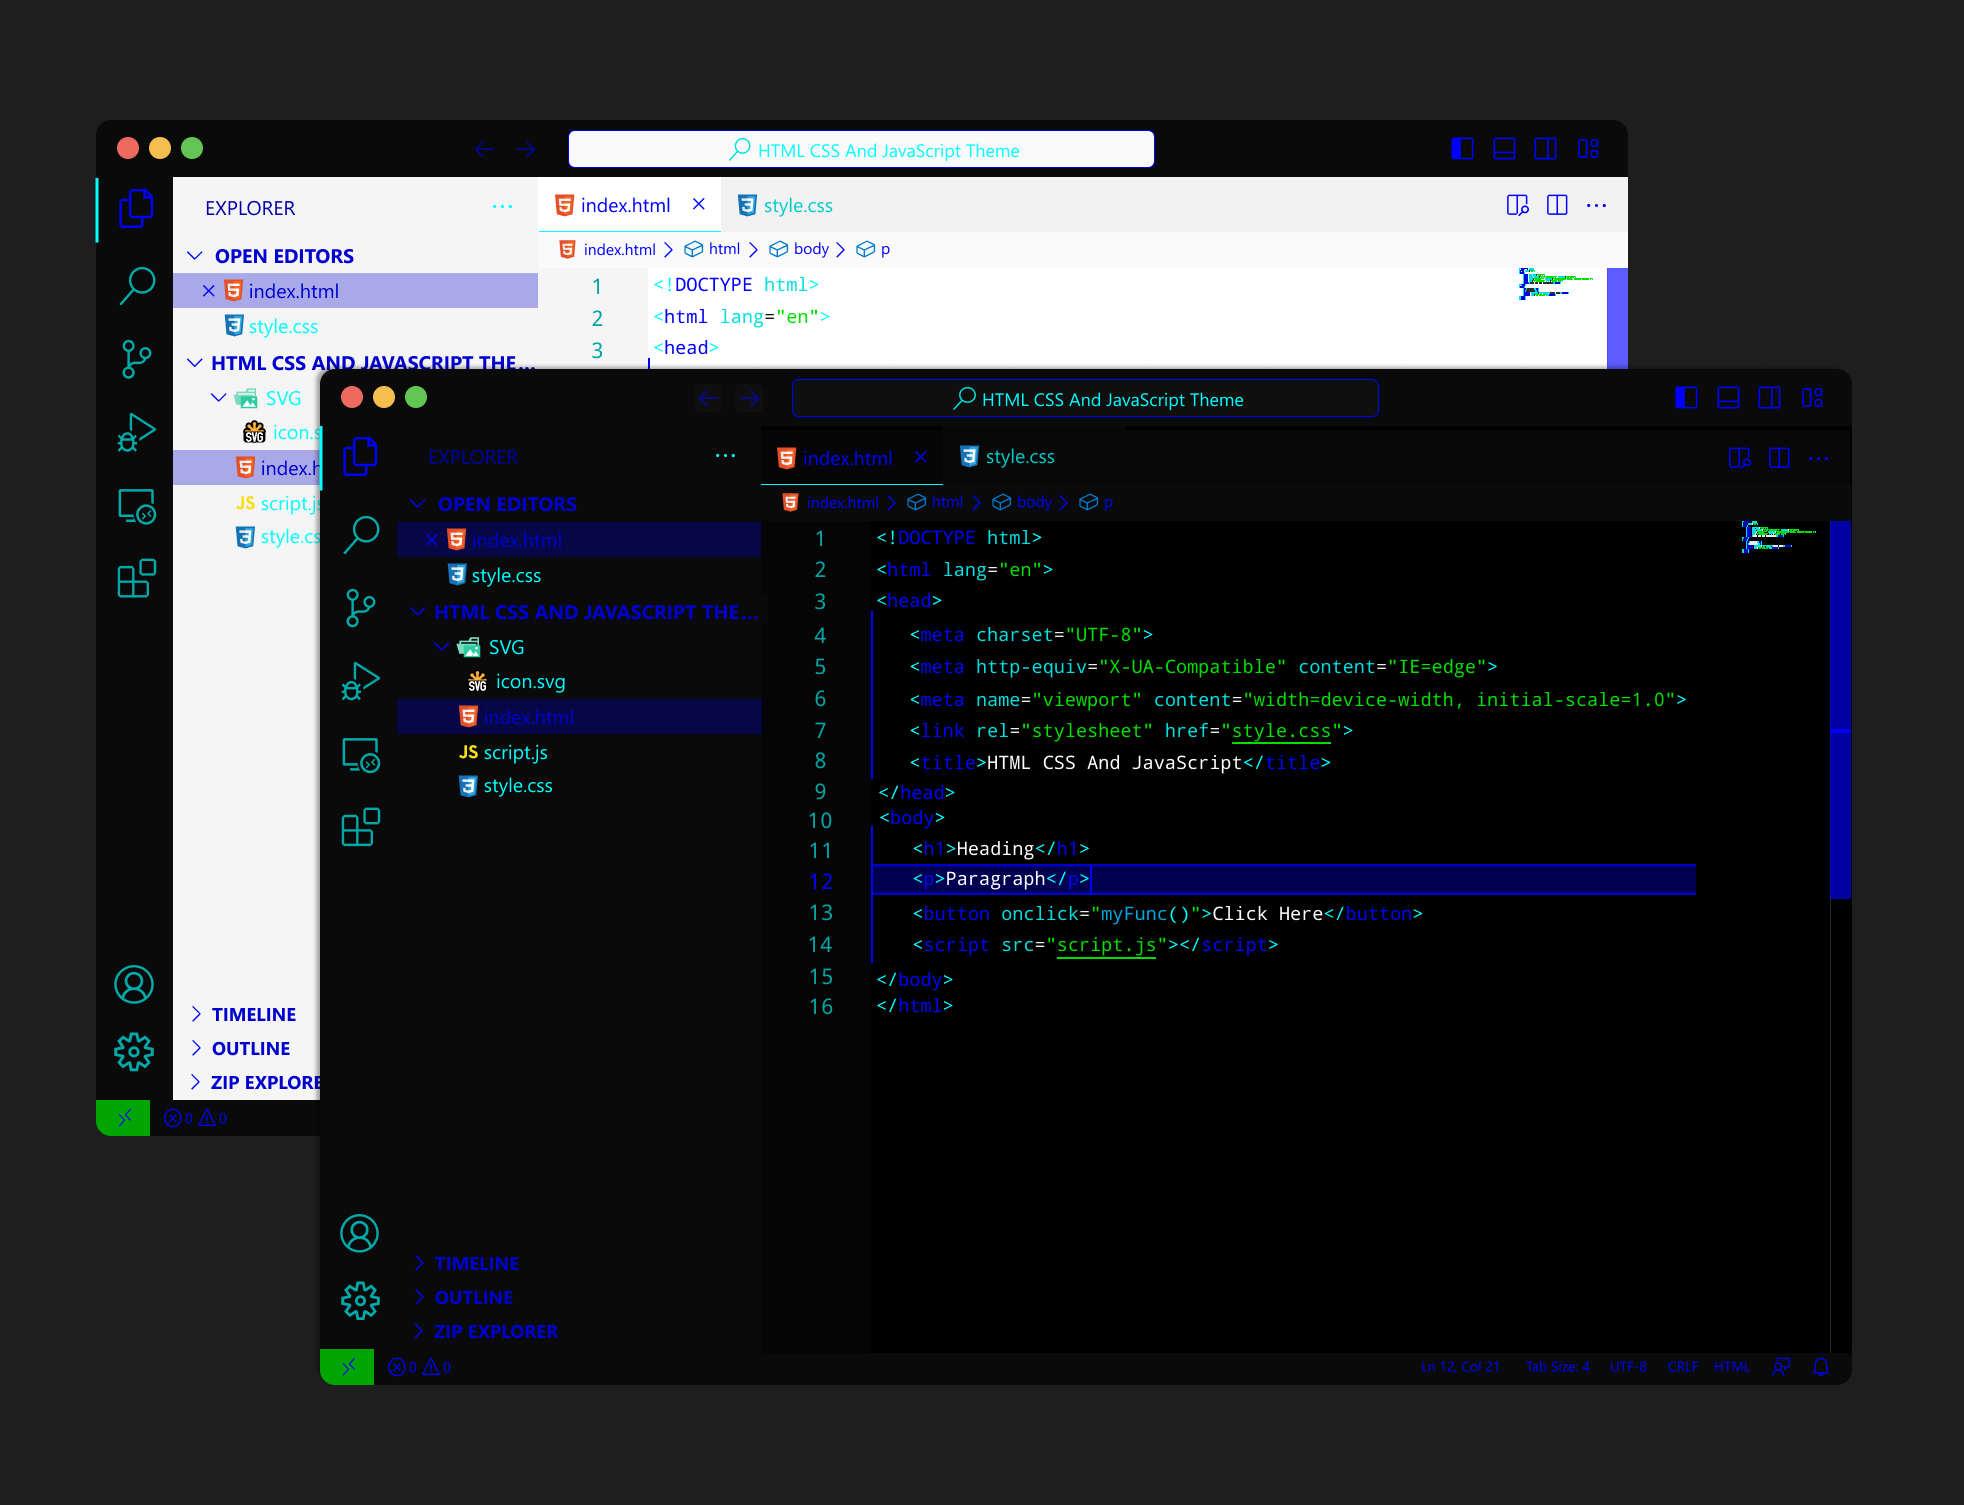 HTML CSS And JavaScript Theme
EXPLORER
OPEN EDITORS
index.html
style.css
HTML CSS AND JAVASCRIPT THE...
SVG
icon.s
index.h
JS script.js
style.cs
TIMELINE
OUTLINE
ZIP EXPLORE
0 0
index.html style.css
index.html > html > body > p
1 <!DOCTYPE html>
2 <html lang="en">
3 <head>
HTML CSS And JavaScript Theme
EXPLORER
OPEN EDITORS
index.html
style.css
HTML CSS AND JAVASCRIPT THE...
SVG
SVG icon.svg
index.html
JS script.js
style.css
TIMELINE
OUTLINE
ZIP EXPLORER
index.html style.css
index.html > html > body > p
1 <!DOCTYPE html>
2 <html lang="en">
3 <head>
4 <meta charset="UTF-8">
5 <meta http-equiv="X-UA-Compatible" content="IE=edge">
6 <meta name="viewport" content="width=device-width, initial-scale=1.0">
7 <link rel="stylesheet" href="style.css">
8 <title>HTML CSS And JavaScript</title>
9 </head>
10 <body>
11 <h1>Heading</h1>
12 <p>Paragraph</p>
13 <button onclick="myFunc()">Click Here</button>
14 <script src="script.js"></script>
15 </body>
16 </html>
0 0 Ln 12, Col 21 Tab Size: 4 UTF-8 CRLF HTML